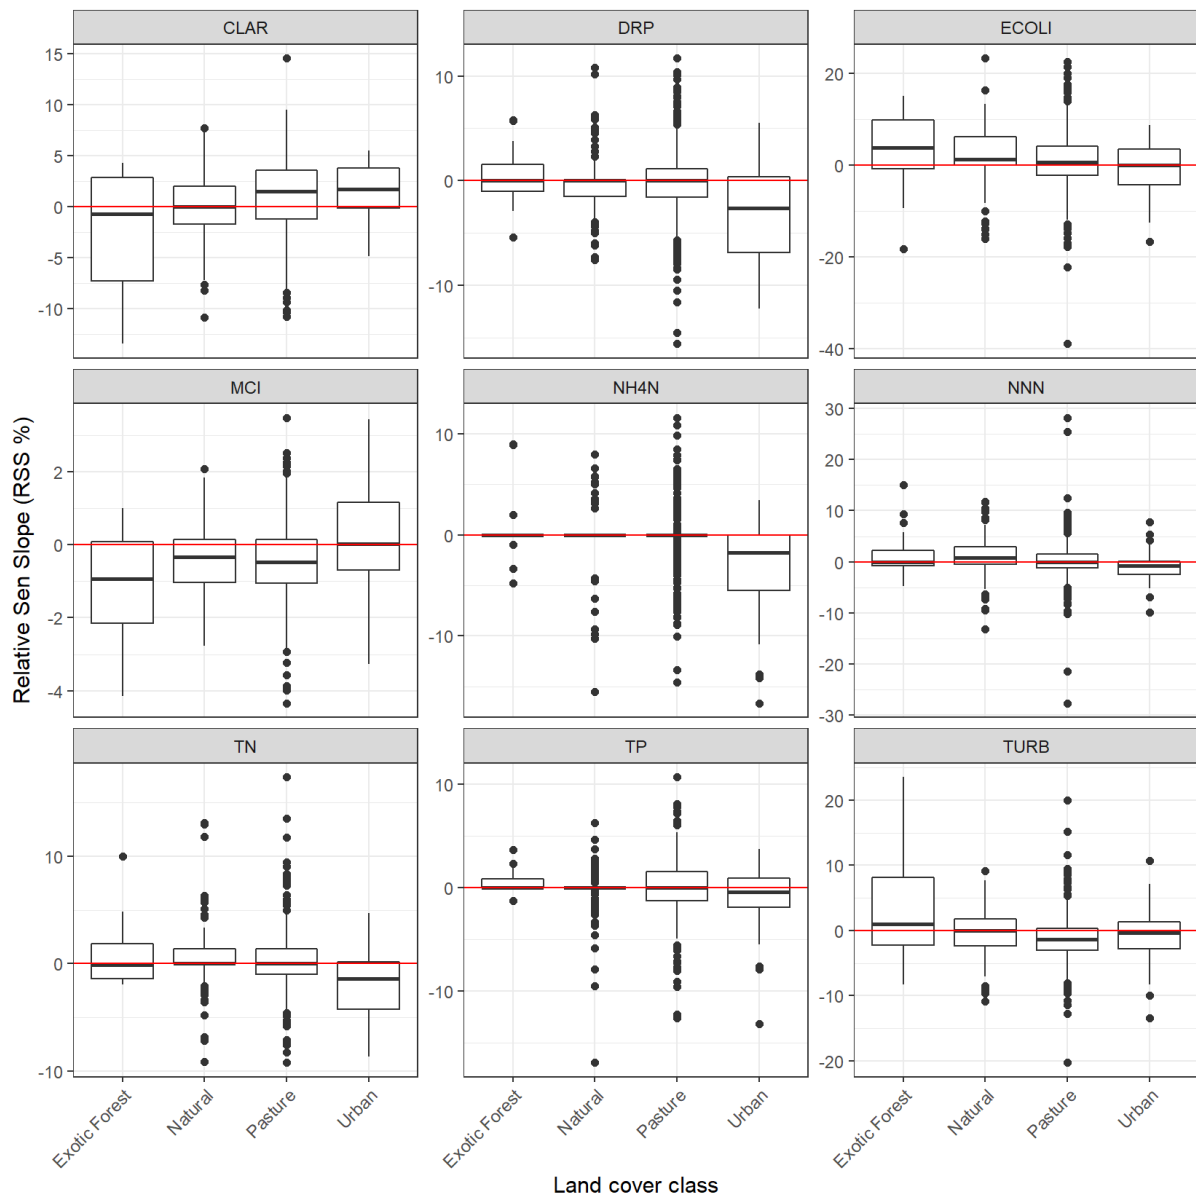 CLAR
DRP
ECOLI
15
10
5
0
-5
-10
10
0
-10
20
0
-20
-40
MCI
NH4N
NNN
2
0
-2
-4
10
0
-10
30
20
10
0
-10
-20
-30
TN
TP
TURB
10
0
-10
10
0
-10
20
10
0
-10
-20
Exotic Forest
Natural
Pasture
Urban
Exotic Forest
Natural
Pasture
Urban
Exotic Forest
Natural
Pasture
Urban
Relative Sen Slope (RSS %)
Land cover class